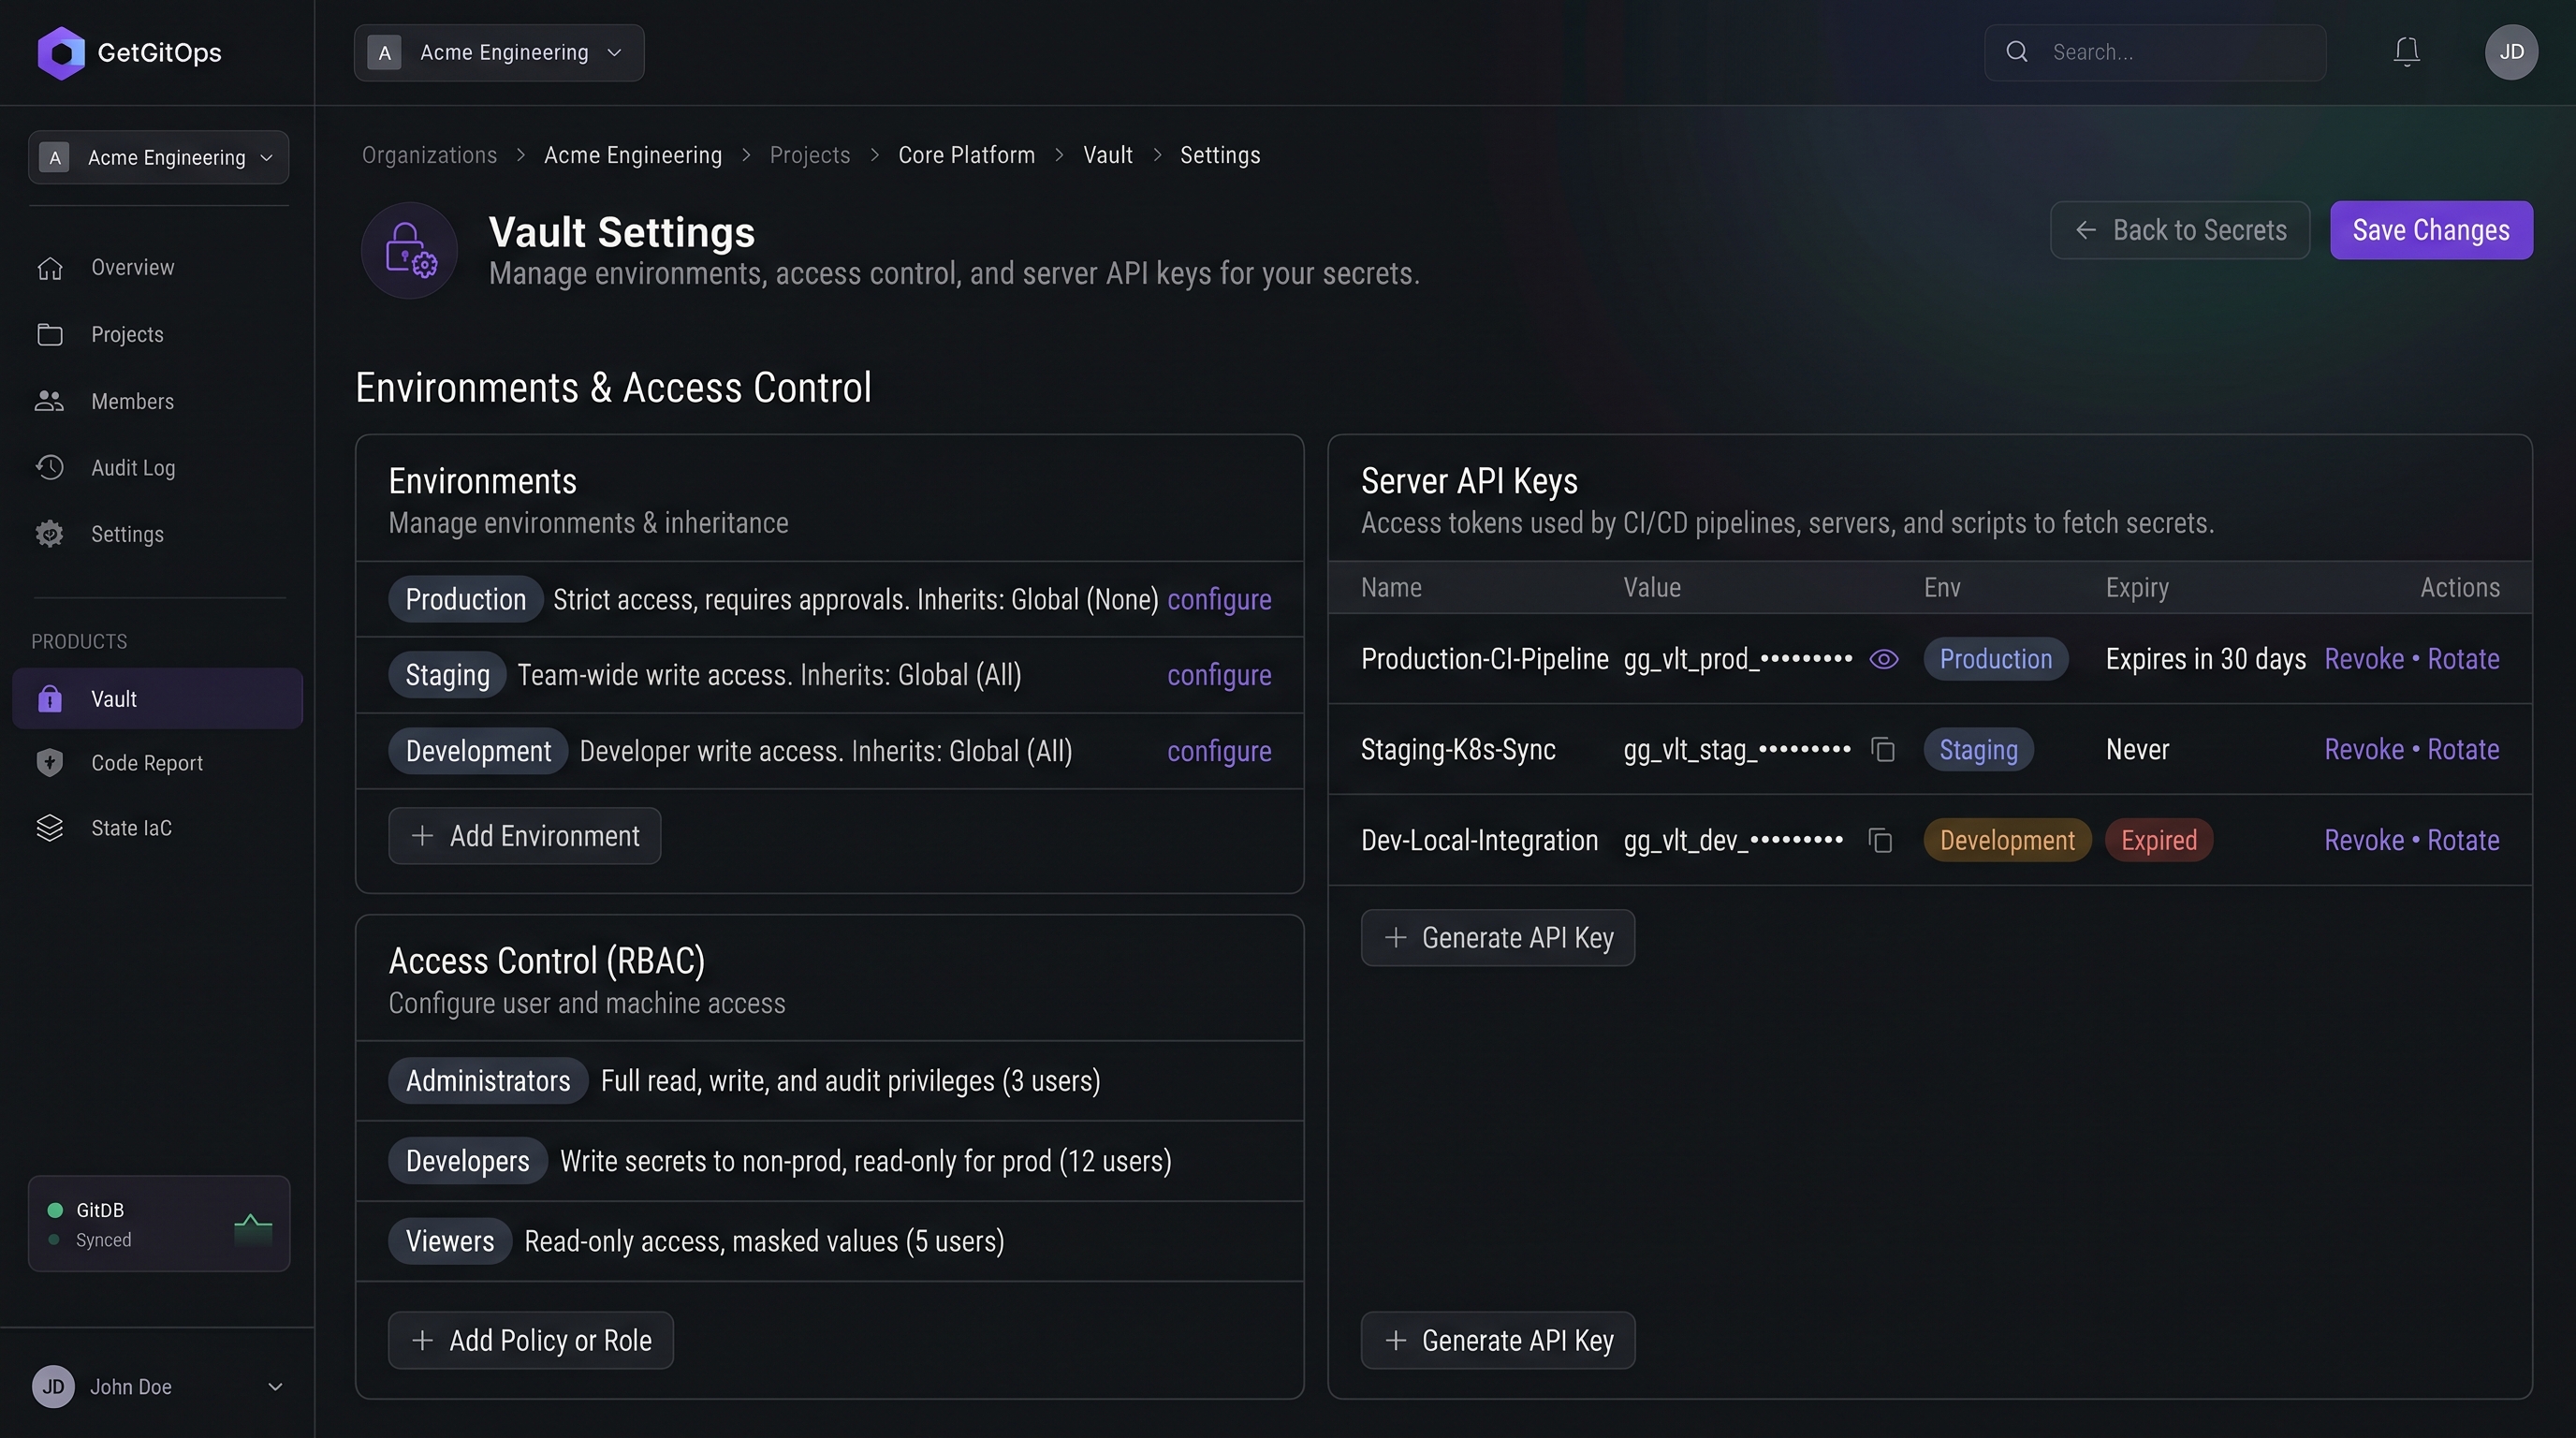 GetGitOps
A Acme Engineering
Search...
JD
A Acme Engineering
Overview
Projects
Members
Audit Log
Settings
PRODUCTS
Vault
Code Report
State IaC
GitDB
Synced
JD John Doe
Organizations > Acme Engineering > Projects > Core Platform > Vault > Settings
Vault Settings
Manage environments, access control, and server API keys for your secrets.
← Back to Secrets
Save Changes
Environments & Access Control
Environments
Manage environments & inheritance
Production Strict access, requires approvals. Inherits: Global (None) configure
Staging Team-wide write access. Inherits: Global (All) configure
Development Developer write access. Inherits: Global (All) configure
+ Add Environment
Access Control (RBAC)
Configure user and machine access
Administrators Full read, write, and audit privileges (3 users)
Developers Write secrets to non-prod, read-only for prod (12 users)
Viewers Read-only access, masked values (5 users)
+ Add Policy or Role
Server API Keys
Access tokens used by CI/CD pipelines, servers, and scripts to fetch secrets.
Name Value Env Expiry Actions
Production-CI-Pipeline gg_vlt_prod_••••••••• Production Expires in 30 days Revoke • Rotate
Staging-K8s-Sync gg_vlt_stag_••••••••• Staging Never Revoke • Rotate
Dev-Local-Integration gg_vlt_dev_••••••••• Development Expired Revoke • Rotate
+ Generate API Key
+ Generate API Key